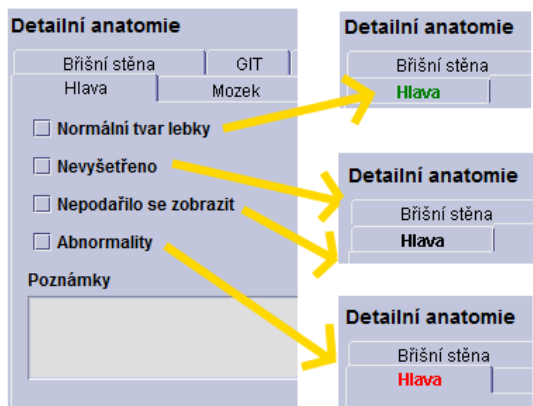 Detailní anatomie
Břišní stěna
GIT
Hlava
Mozek
Normální tvar lebky
Nevyšetřeno
Nepodařilo se zobrazit
Abnormality
Poznámky
Detailní anatomie
Břišní stěna
Hlava
Detailní anatomie
Břišní stěna
Hlava
Detailní anatomie
Břišní stěna
Hlava